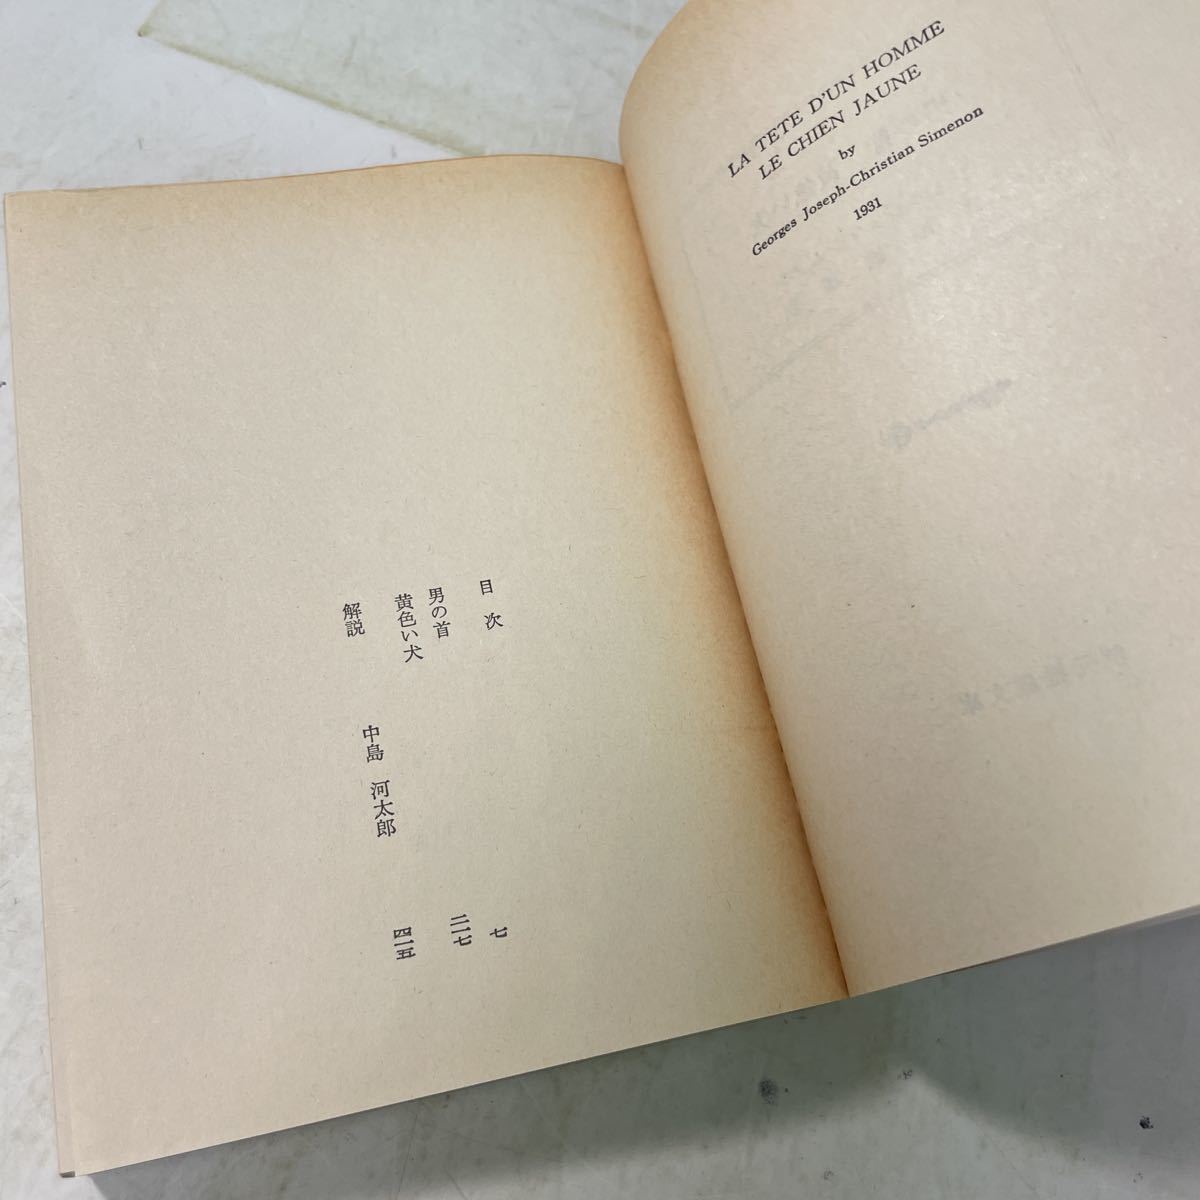 LA TETE D'UN HOMME
LE CHIEN JAUNE
by
Georges Joseph-Christian Simenon
1931
目次
男の首 七
黄色い犬 二一七
解説 中島 河太郎 四一五